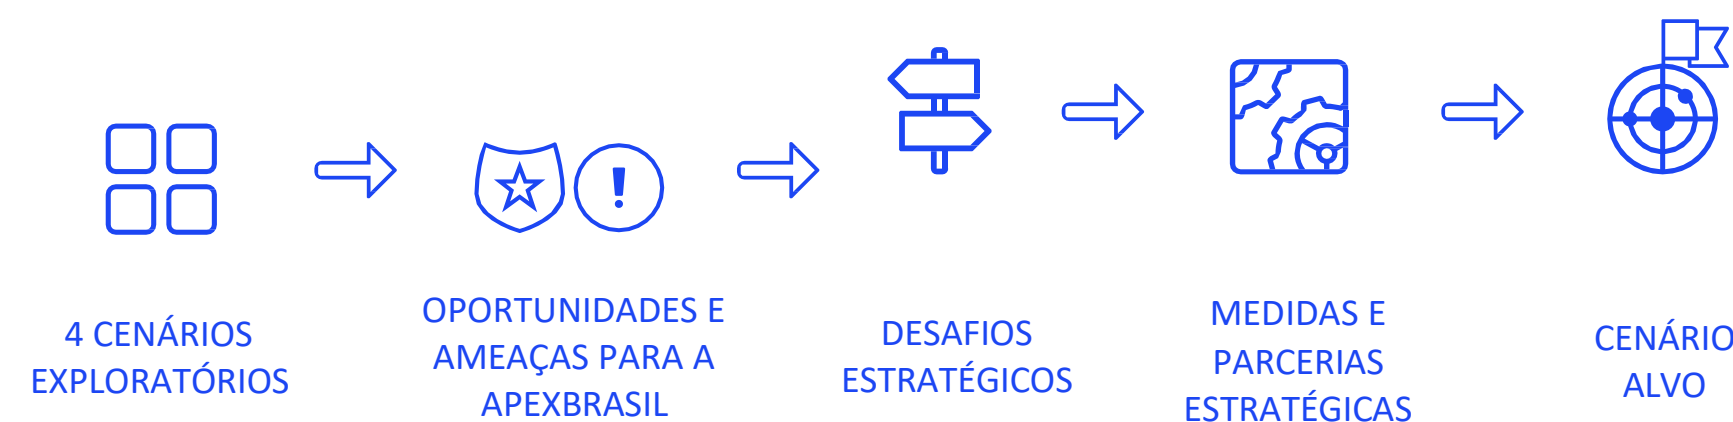 4 CENÁRIOS
EXPLORATÓRIOS
OPORTUNIDADES E
AMEAÇAS PARA A
APEXBRASIL
DESAFIOS
ESTRATÉGICOS
MEDIDAS E
PARCERIAS
ESTRATÉGICAS
CENÁRIO
ALVO